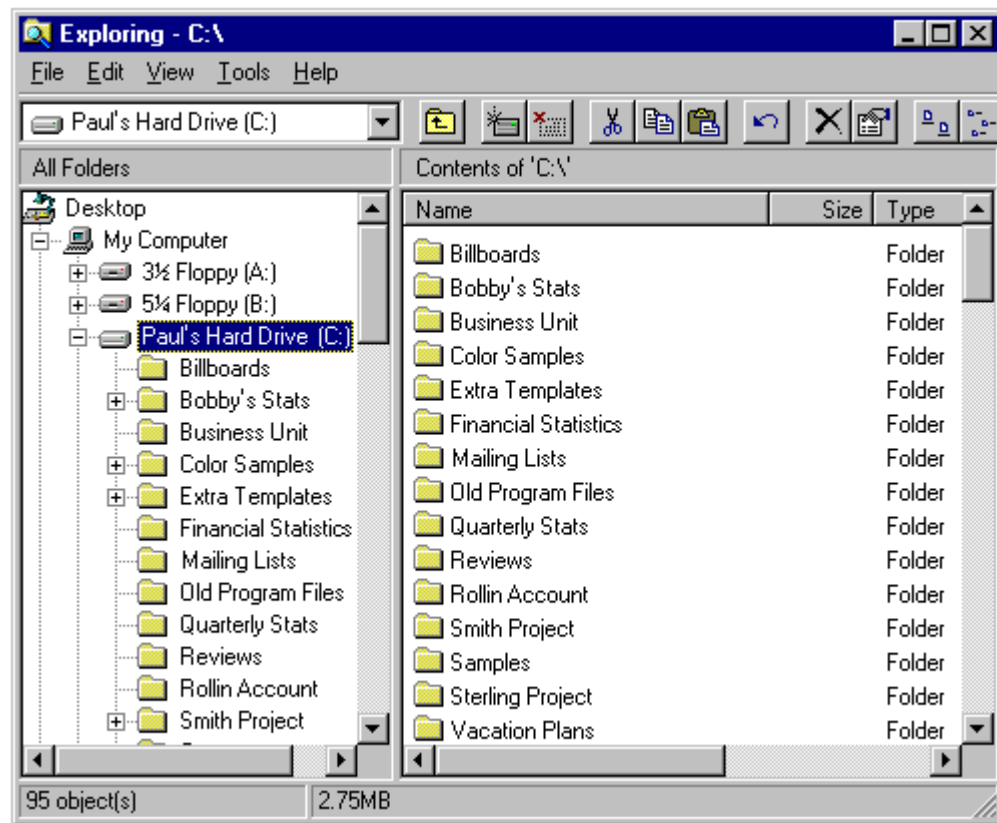 Exploring - C:\
File Edit View Tools Help
Paul's Hard Drive (C:)
All Folders
Contents of 'C:\'
Desktop
My Computer
3½ Floppy (A:)
5¼ Floppy (B:)
Paul's Hard Drive (C:)
Billboards
Bobby's Stats
Business Unit
Color Samples
Extra Templates
Financial Statistics
Mailing Lists
Old Program Files
Quarterly Stats
Reviews
Rollin Account
Smith Project
Name Size Type
Billboards Folder
Bobby's Stats Folder
Business Unit Folder
Color Samples Folder
Extra Templates Folder
Financial Statistics Folder
Mailing Lists Folder
Old Program Files Folder
Quarterly Stats Folder
Reviews Folder
Rollin Account Folder
Smith Project Folder
Samples Folder
Sterling Project Folder
Vacation Plans Folder
95 object(s) 2.75MB